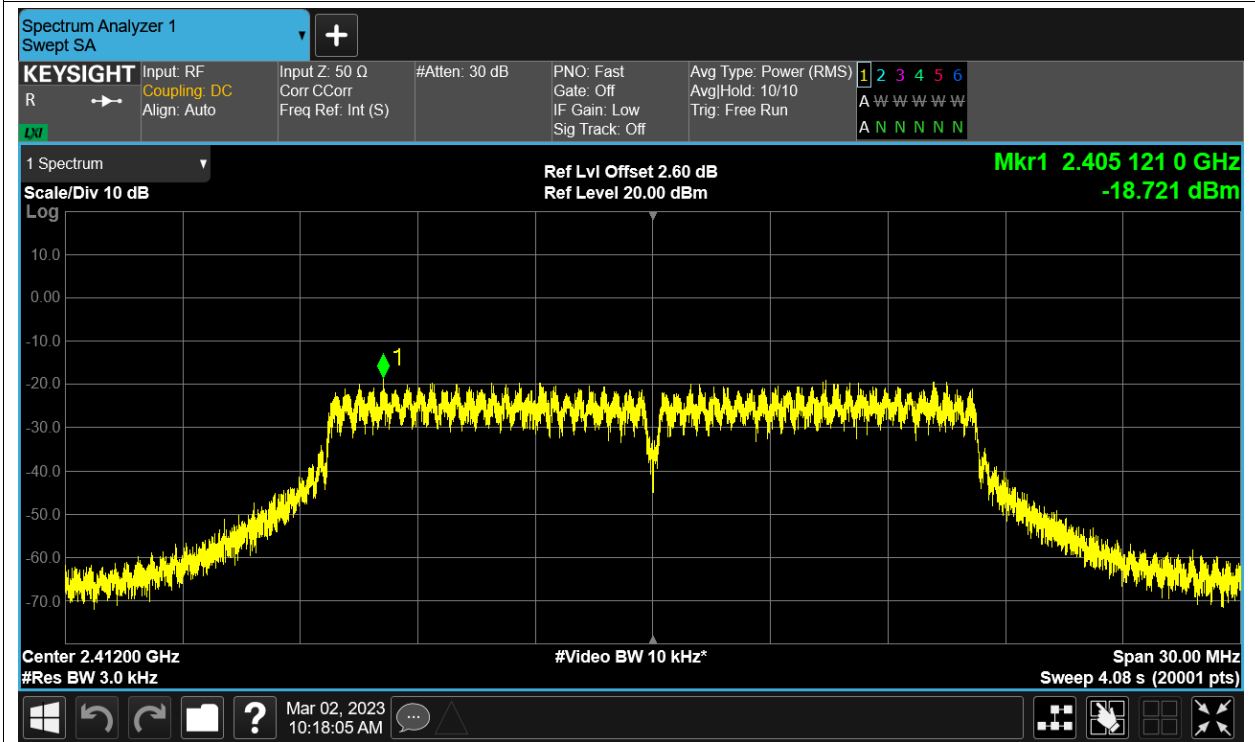 Spectrum Analyzer 1
Swept SA
KEYSIGHT
R
LXI
Input: RF
Coupling: DC
Align: Auto
Input Z: 50 Ω
Corr CCorr
Freq Ref: Int (S)
#Atten: 30 dB
PNO: Fast
Gate: Off
IF Gain: Low
Sig Track: Off
Avg Type: Power (RMS)
Avg|Hold: 10/10
Trig: Free Run
1 2 3 4 5 6
A W W W W W
A N N N N N
1 Spectrum
Scale/Div 10 dB
Log
Ref Lvl Offset 2.60 dB
Ref Level 20.00 dBm
Mkr1 2.405 121 0 GHz
-18.721 dBm
10.0
0.00
-10.0
-20.0
-30.0
-40.0
-50.0
-60.0
-70.0
1
Center 2.41200 GHz
#Res BW 3.0 kHz
#Video BW 10 kHz*
Span 30.00 MHz
Sweep 4.08 s (20001 pts)
?
Mar 02, 2023
10:18:05 AM